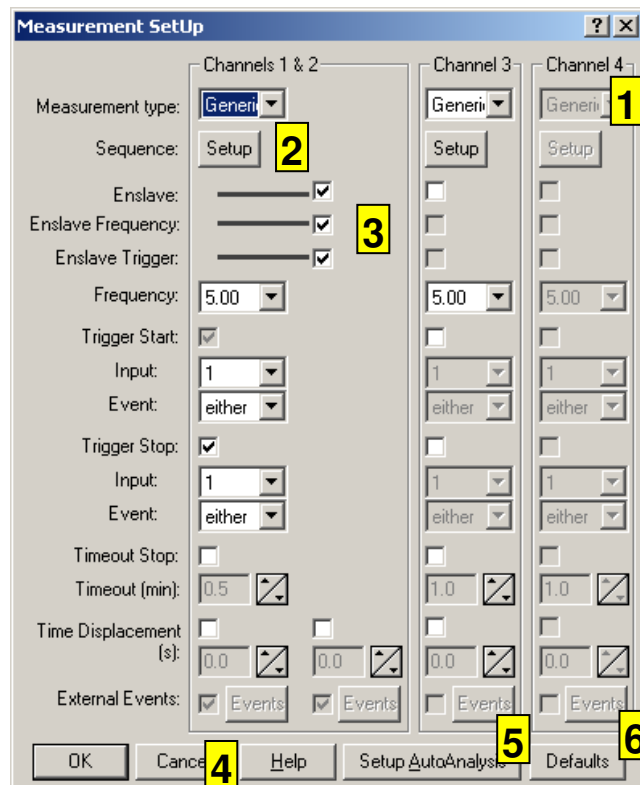 Measurement SetUp
Channels 1 & 2 Channel 3 Channel 4
Measurement type: Generi Generi Generi 1
Sequence: Setup 2 Setup Setup
Enslave:
Enslave Frequency: 3
Enslave Trigger:
Frequency: 5.00 5.00 5.00
Trigger Start:
Input: 1 1 1
Event: either either either
Trigger Stop:
Input: 1 1 1
Event: either either either
Timeout Stop:
Timeout (min): 0.5 1.0 1.0
Time Displacement
(s): 0.0 0.0 0.0 0.0
External Events: Events Events Events Events
5 6
OK Cance 4 Help Setup AutoAnalysis Defaults